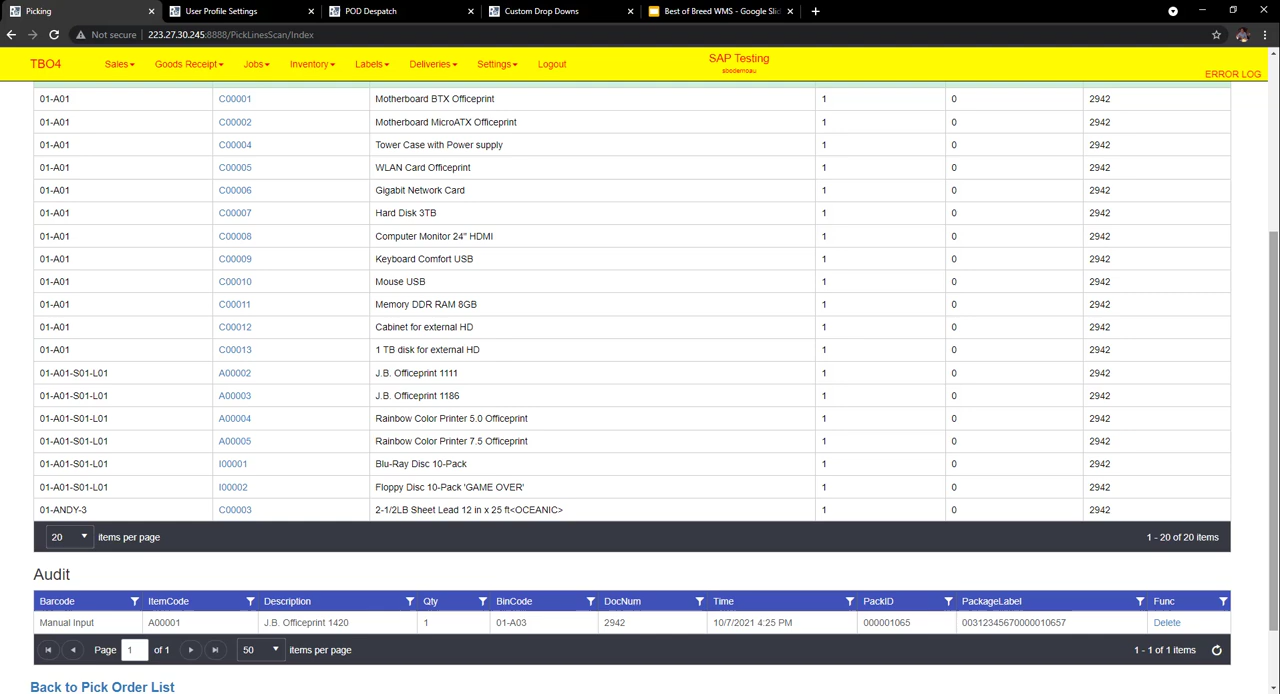 Picking
User Profile Settings
POD Despatch
Custom Drop Downs
Best of Breed WMS - Google Slid
Not secure | 223.27.30.245:8888/PickLinesScan/Index
TBO4 Sales Goods Receipt Jobs Inventory Labels Deliveries Settings Logout
SAP Testing
sbodemoau
ERROR LOG
01-A01 C00001 Motherboard BTX Officeprint 1 0 2942
01-A01 C00002 Motherboard MicroATX Officeprint 1 0 2942
01-A01 C00004 Tower Case with Power supply 1 0 2942
01-A01 C00005 WLAN Card Officeprint 1 0 2942
01-A01 C00006 Gigabit Network Card 1 0 2942
01-A01 C00007 Hard Disk 3TB 1 0 2942
01-A01 C00008 Computer Monitor 24" HDMI 1 0 2942
01-A01 C00009 Keyboard Comfort USB 1 0 2942
01-A01 C00010 Mouse USB 1 0 2942
01-A01 C00011 Memory DDR RAM 8GB 1 0 2942
01-A01 C00012 Cabinet for external HD 1 0 2942
01-A01 C00013 1 TB disk for external HD 1 0 2942
01-A01-S01-L01 A00002 J.B. Officeprint 1111 1 0 2942
01-A01-S01-L01 A00003 J.B. Officeprint 1186 1 0 2942
01-A01-S01-L01 A00004 Rainbow Color Printer 5.0 Officeprint 1 0 2942
01-A01-S01-L01 A00005 Rainbow Color Printer 7.5 Officeprint 1 0 2942
01-A01-S01-L01 I00001 Blu-Ray Disc 10-Pack 1 0 2942
01-A01-S01-L01 I00002 Floppy Disc 10-Pack 'GAME OVER' 1 0 2942
01-ANDY-3 C00003 2-1/2LB Sheet Lead 12 in x 25 ft<OCEANIC> 1 0 2942
20 items per page 1 - 20 of 20 items
Audit
Barcode ItemCode Description Qty BinCode DocNum Time PackID PackageLabel Func
Manual Input A00001 J.B. Officeprint 1420 1 01-A03 2942 10/7/2021 4:25 PM 000001065 00312345670000010657 Delete
Page 1 of 1 50 items per page 1 - 1 of 1 items
Back to Pick Order List